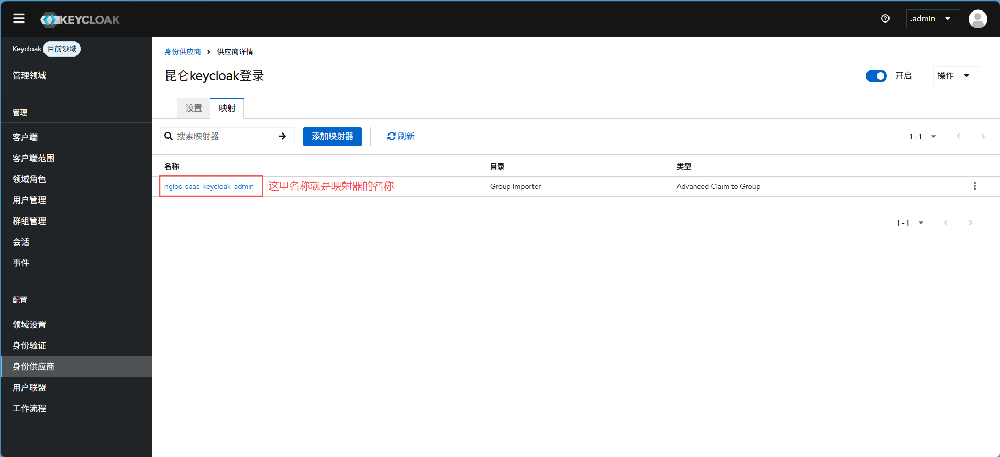 KEYCLOAK
.admin
Keycloak 目前领域
管理领域
管理
客户端
客户端范围
领域角色
用户管理
群组管理
会话
事件
配置
领域设置
身份验证
身份供应商
用户联盟
工作流程
身份供应商 供应商详情
昆仑keycloak登录
开启
操作
设置 映射
搜索映射器
添加映射器
刷新
1 - 1
名称 目录 类型
nglps-saas-keycloak-admin 这里名称就是映射器的名称 Group Importer Advanced Claim to Group
1 - 1